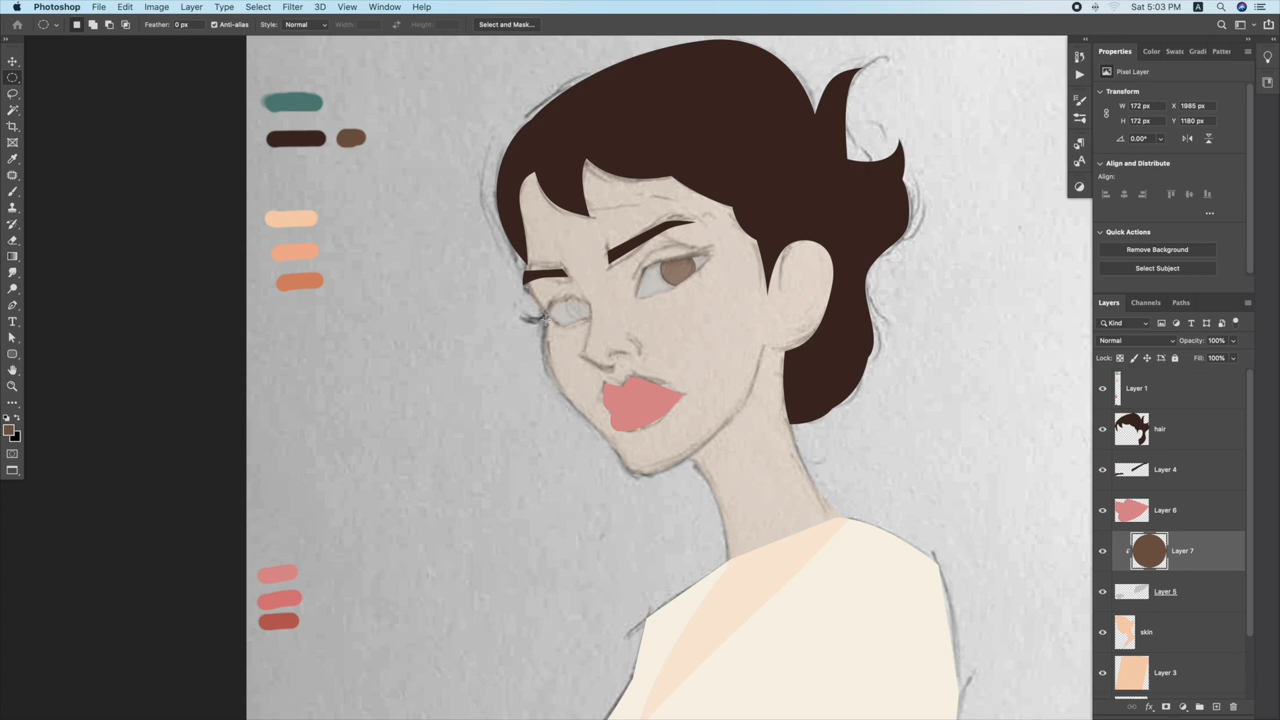 Photoshop File Edit Image Layer Type Select Filter 3D View Window Help Sat 5:03 PM A
Feather: 0 px Anti-alias Style: Normal Width: Height: Select and Mask...
Properties Color Swatc Gradi Patter
Pixel Layer
Transform
W 172 px X 1985 px
H 172 px Y 1180 px
0.00°
Align and Distribute
Align:
Quick Actions
Remove Background
Select Subject
Layers Channels Paths
Kind
Normal Opacity: 100%
Lock: Fill: 100%
Layer 1
hair
Layer 4
Layer 6
Layer 7
Layer 5
skin
Layer 3
fx